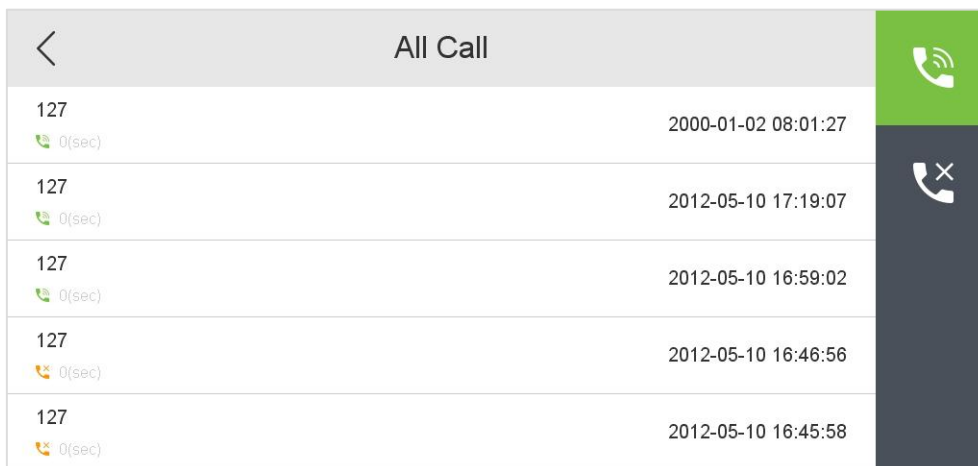 All Call
127
2000-01-02 08:01:27
0(sec)
127
2012-05-10 17:19:07
0(sec)
127
2012-05-10 16:59:02
0(sec)
127
2012-05-10 16:46:56
0(sec)
127
2012-05-10 16:45:58
0(sec)